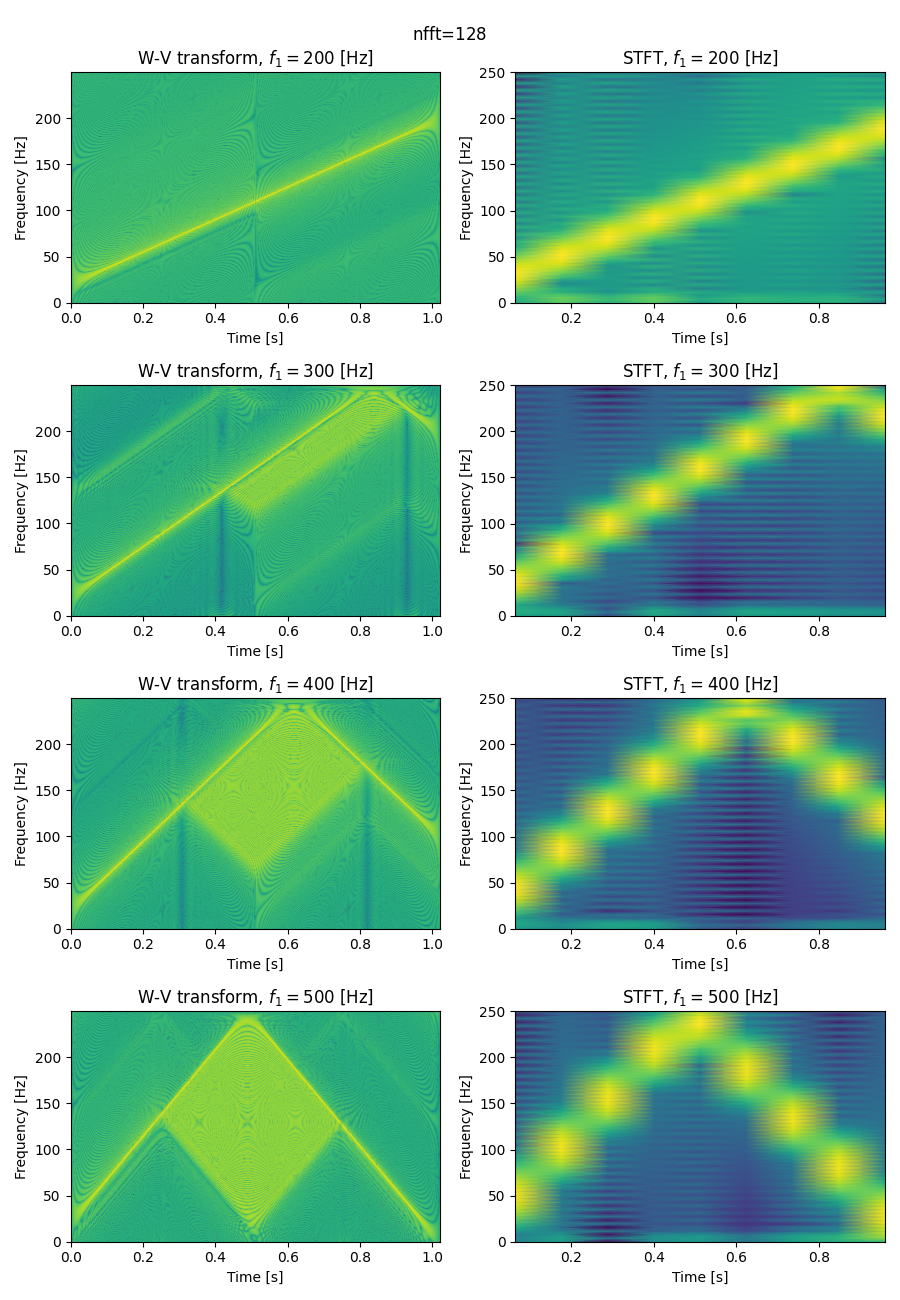 nfft=128
W-V transform, f₁ = 200 [Hz]
STFT, f₁ = 200 [Hz]
Frequency [Hz]
0 50 100 150 200
0.0 0.2 0.4 0.6 0.8 1.0
Time [s]
Frequency [Hz]
0 50 100 150 200 250
0.2 0.4 0.6 0.8
Time [s]
W-V transform, f₁ = 300 [Hz]
STFT, f₁ = 300 [Hz]
Frequency [Hz]
0 50 100 150 200
0.0 0.2 0.4 0.6 0.8 1.0
Time [s]
Frequency [Hz]
0 50 100 150 200 250
0.2 0.4 0.6 0.8
Time [s]
W-V transform, f₁ = 400 [Hz]
STFT, f₁ = 400 [Hz]
Frequency [Hz]
0 50 100 150 200
0.0 0.2 0.4 0.6 0.8 1.0
Time [s]
Frequency [Hz]
0 50 100 150 200 250
0.2 0.4 0.6 0.8
Time [s]
W-V transform, f₁ = 500 [Hz]
STFT, f₁ = 500 [Hz]
Frequency [Hz]
0 50 100 150 200
0.0 0.2 0.4 0.6 0.8 1.0
Time [s]
Frequency [Hz]
0 50 100 150 200 250
0.2 0.4 0.6 0.8
Time [s]